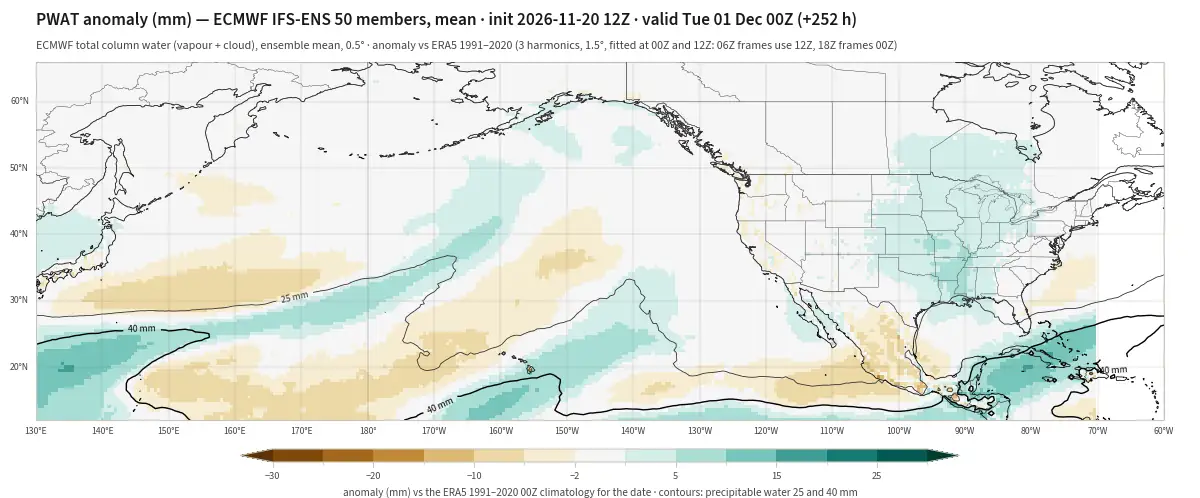 PWAT anomaly (mm) — ECMWF IFS-ENS 50 members, mean · init 2026-11-20 12Z · valid Tue 01 Dec 00Z (+252 h)
ECMWF total column water (vapour + cloud), ensemble mean, 0.5° · anomaly vs ERA5 1991–2020 (3 harmonics, 1.5°, fitted at 00Z and 12Z: 06Z frames use 12Z, 18Z frames 00Z)
60°N
50°N
40°N
30°N
20°N
25 mm
40 mm
40 mm
40 mm
130°E 140°E 150°E 160°E 170°E 180° 170°W 160°W 150°W 140°W 130°W 120°W 110°W 100°W 90°W 80°W 70°W 60°W
−30 −20 −10 −2 5 15 25
anomaly (mm) vs the ERA5 1991–2020 00Z climatology for the date · contours: precipitable water 25 and 40 mm